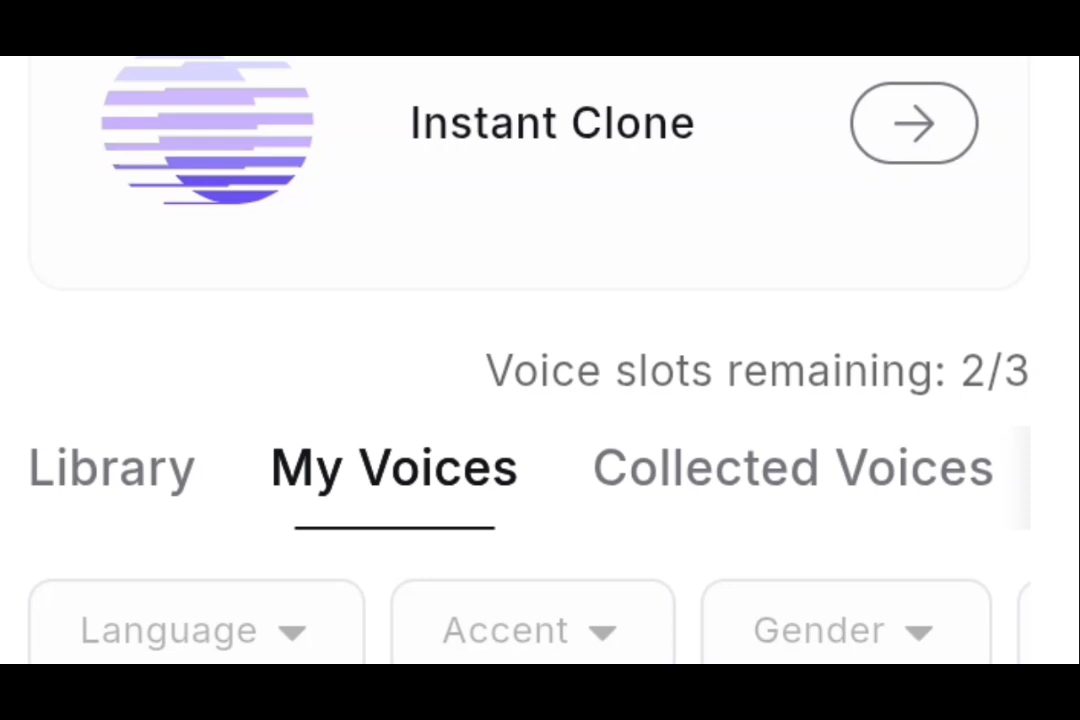 Instant Clone
Voice slots remaining: 2/3
Library My Voices Collected Voices
Language Accent Gender